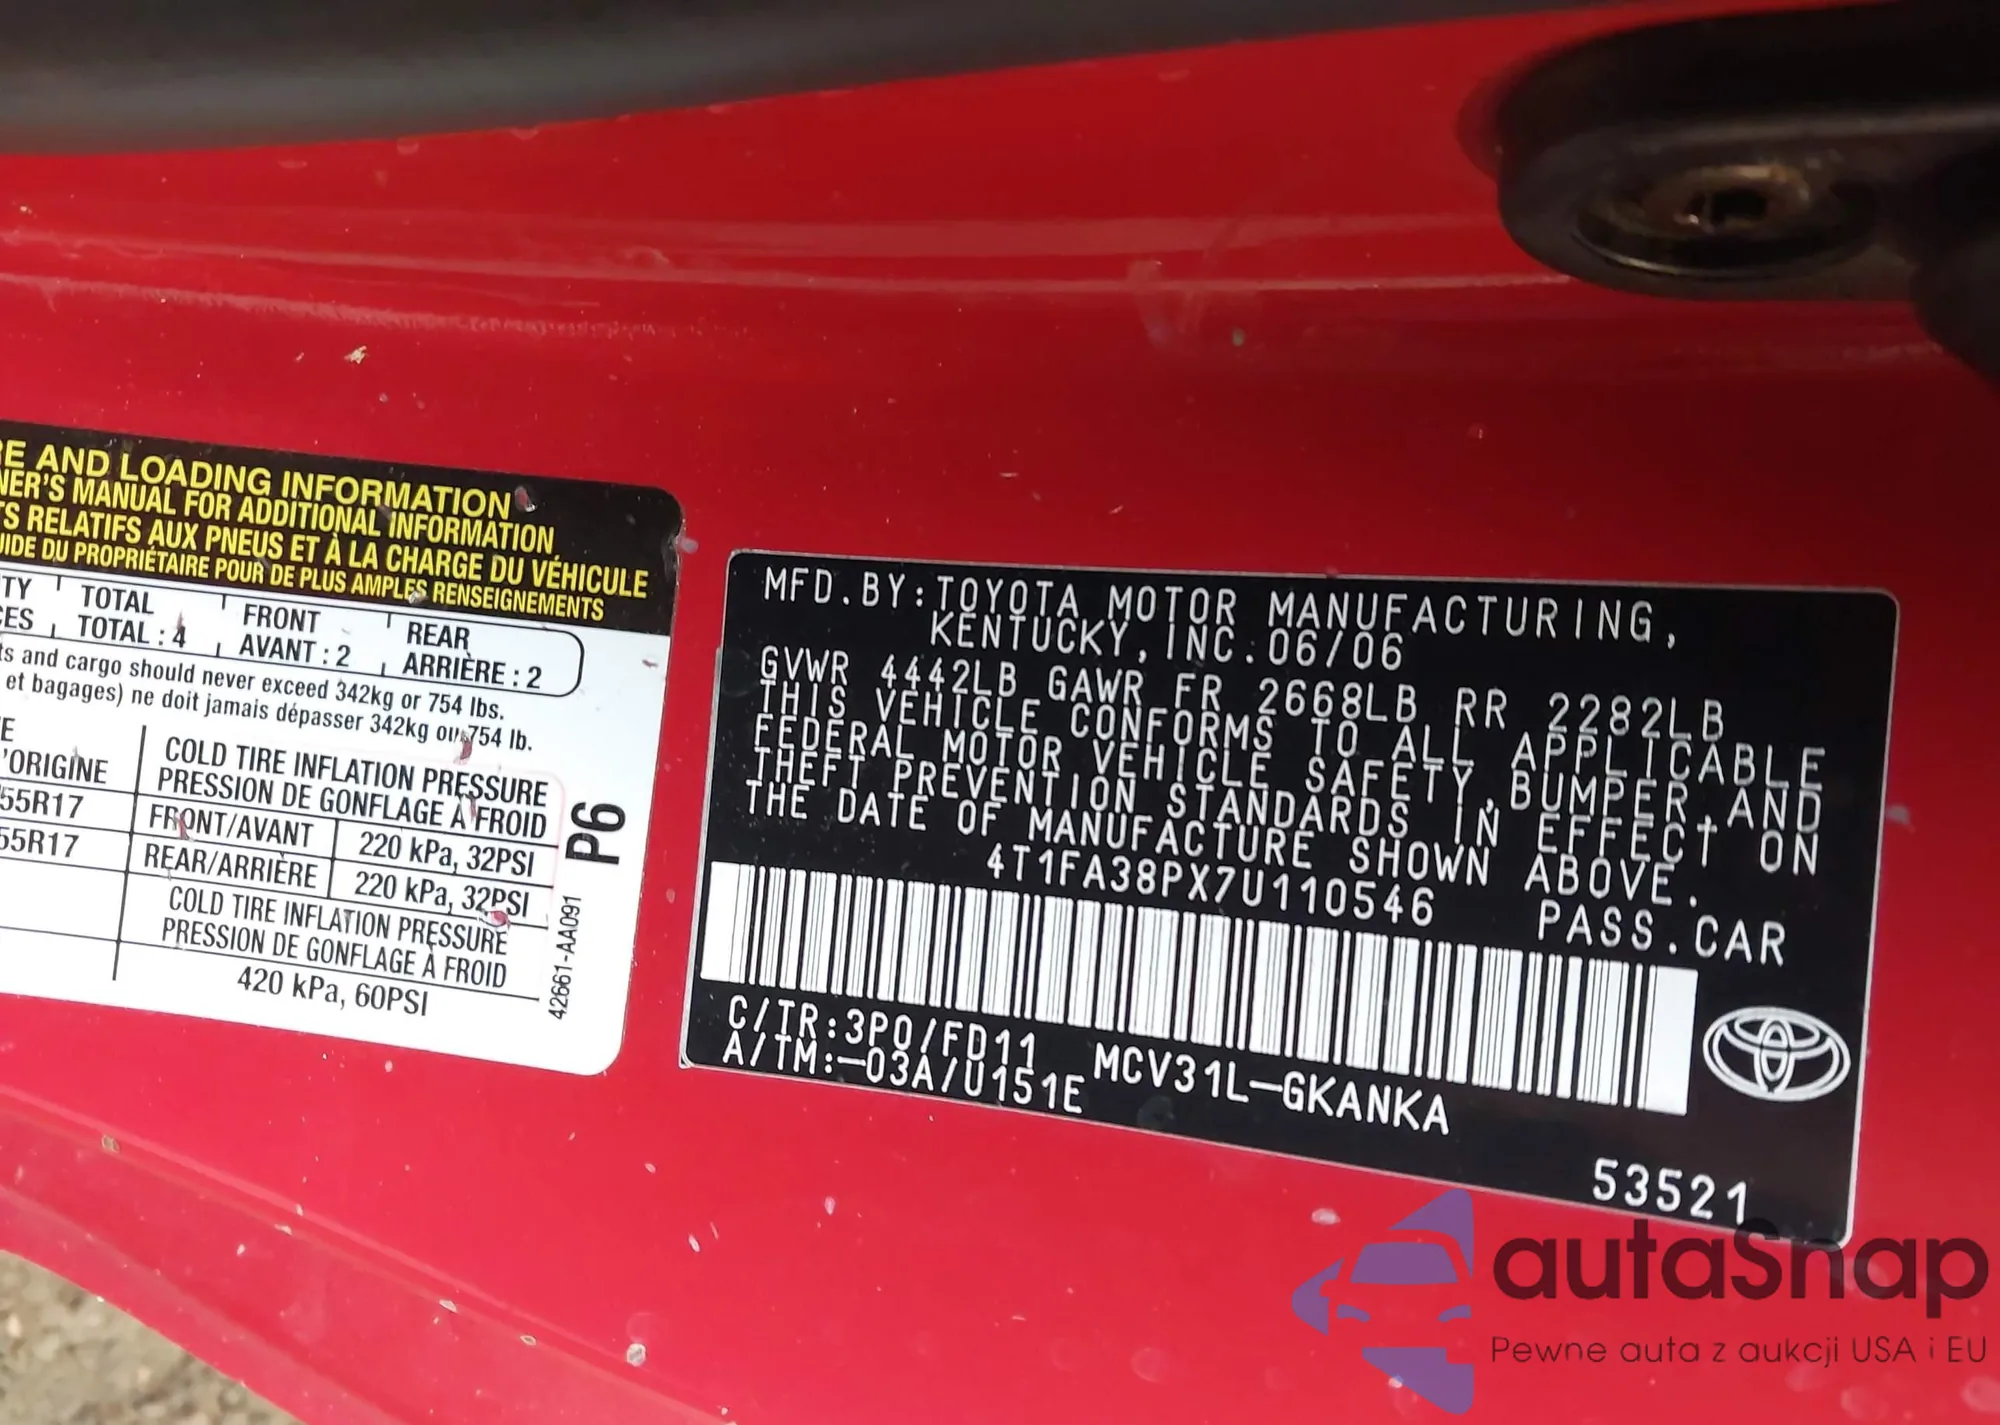 RE AND LOADING INFORMATION
NER'S MANUAL FOR ADDITIONAL INFORMATION
TS RELATIFS AUX PNEUS ET À LA CHARGE DU VÉHICULE
UIDE DU PROPRIÉTAIRE POUR DE PLUS AMPLES RENSEIGNEMENTS
TY TOTAL FRONT REAR
CES TOTAL : 4 AVANT : 2 ARRIÈRE : 2
ts and cargo should never exceed 342kg or 754 lbs.
et bagages) ne doit jamais dépasser 342kg ou 754 lb.
E COLD TIRE INFLATION PRESSURE
'ORIGINE PRESSION DE GONFLAGE À FROID
55R17 FRONT/AVANT 220 kPa, 32PSI
55R17 REAR/ARRIÈRE 220 kPa, 32PSI
COLD TIRE INFLATION PRESSURE
PRESSION DE GONFLAGE À FROID
420 kPa, 60PSI
P6
42661-AA091
MFD.BY:TOYOTA MOTOR MANUFACTURING,
KENTUCKY, INC. 06/06
GVWR 4442LB GAWR FR 2668LB RR 2282LB
THIS VEHICLE CONFORMS TO ALL APPLICABLE
FEDERAL MOTOR VEHICLE SAFETY, BUMPER AND
THEFT PREVENTION STANDARDS IN EFFECT ON
THE DATE OF MANUFACTURE SHOWN ABOVE.
4T1FA38PX7U110546 PASS.CAR
C/TR:3P0/FD11
A/TM:-03A/U151E MCV31L-GKANKA
53521
autaSnap
Pewne auta z aukcji USA i EU